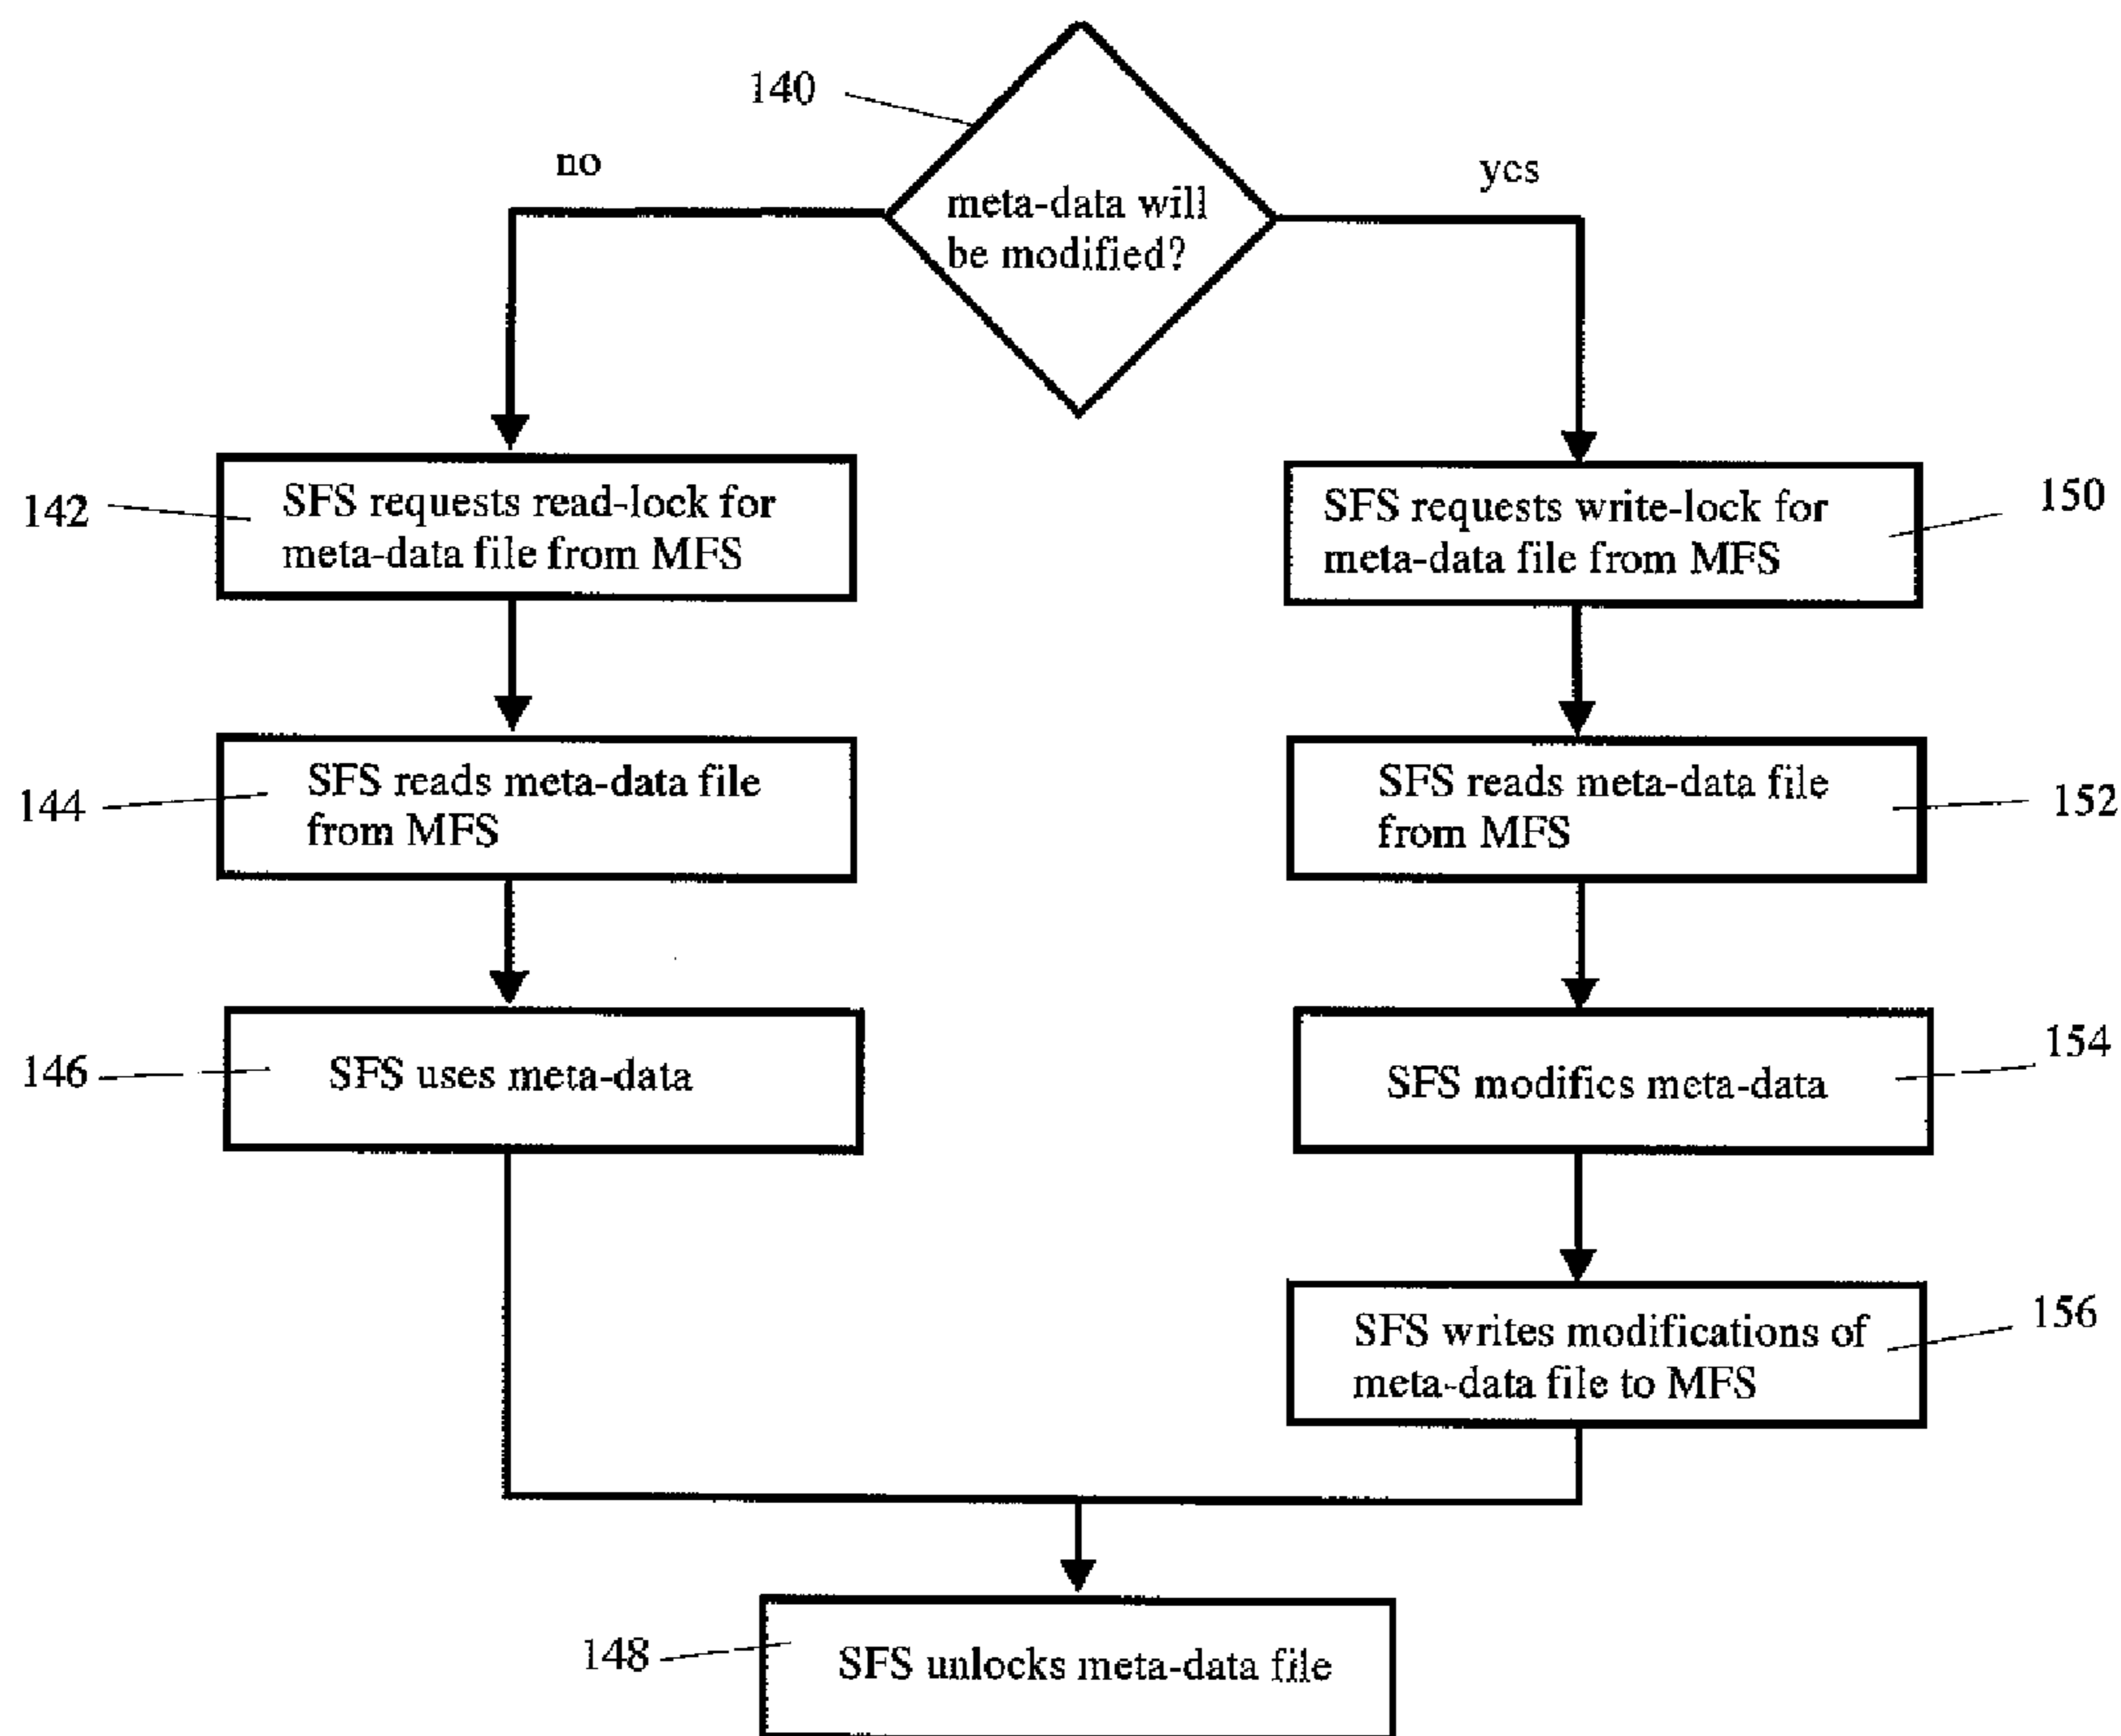 140
no
yes
meta-data will
be modified?
142
SFS requests read-lock for
meta-data file from MFS
150
SFS requests write-lock for
meta-data file from MFS
144
SFS reads meta-data file
from MFS
152
SFS reads meta-data file
from MFS
146
SFS uses meta-data
154
SFS modifies meta-data
156
SFS writes modifications of
meta-data file to MFS
148
SFS unlocks meta-data file